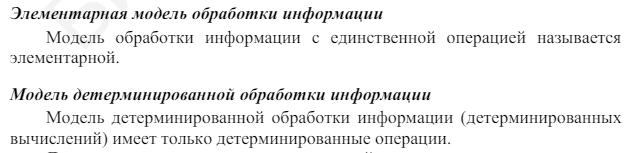 Элементарная модель обработки информации
Модель обработки информации с единственной операцией называется
элементарной.
Модель детерминированной обработки информации
Модель детерминированной обработки информации (детерминированных
вычислений) имеет только детерминированные операции.